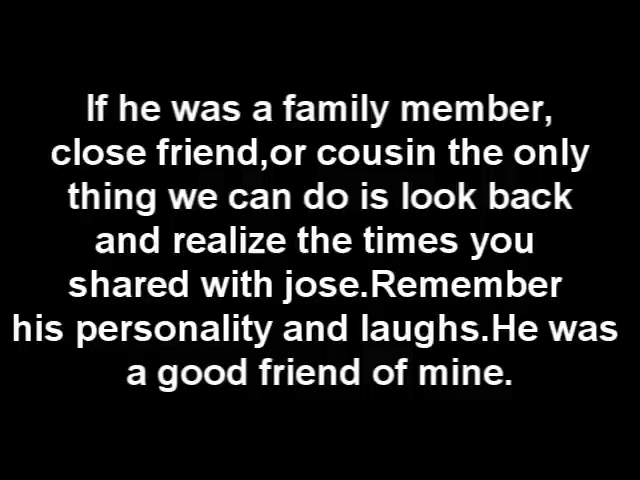 If he was a family member,
close friend,or cousin the only
thing we can do is look back
and realize the times you
shared with jose.Remember
his personality and laughs.He was
a good friend of mine.